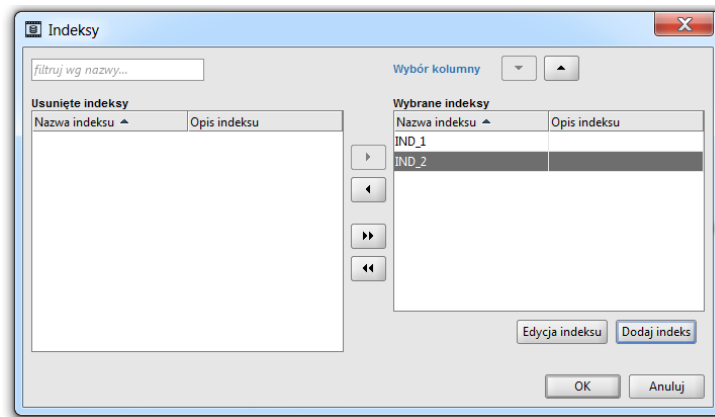 Indeksy
filtruj wg nazwy...
Wybór kolumny
Usunięte indeksy
Nazwa indeksu Opis indeksu
Wybrane indeksy
Nazwa indeksu Opis indeksu
IND_1
IND_2
Edycja indeksu Dodaj indeks
OK Anuluj